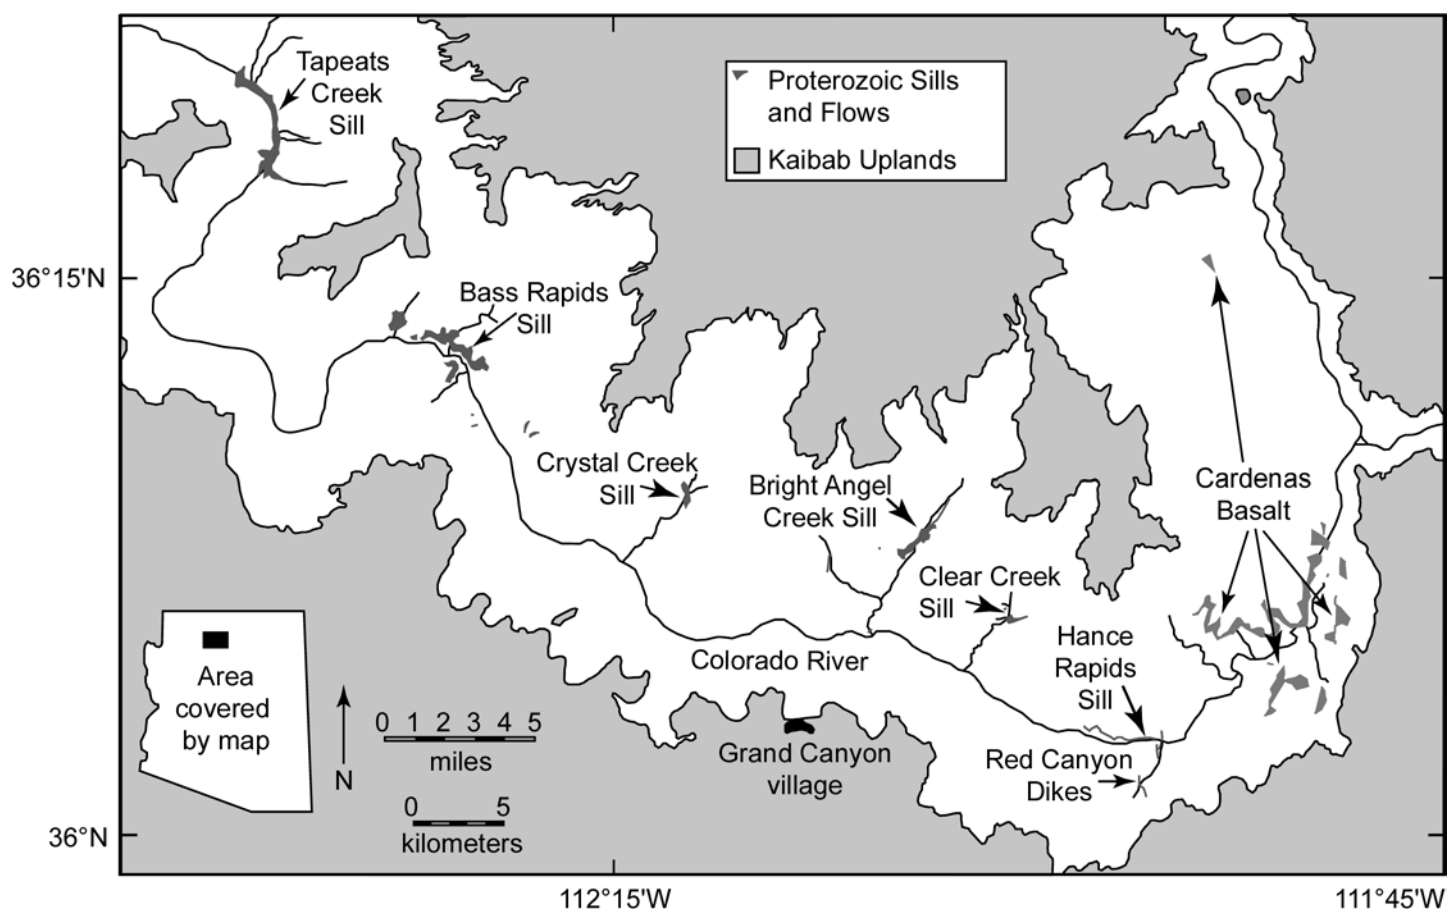 Tapeats
Creek
Sill
Proterozoic Sills
and Flows
Kaibab Uplands
36°15'N
Bass Rapids
Sill
Crystal Creek
Sill
Bright Angel
Creek Sill
Cardenas
Basalt
Clear Creek
Sill
Hance
Rapids
Sill
Colorado River
Area
covered
by map
0 1 2 3 4 5
miles
N
Grand Canyon
village
Red Canyon
Dikes
0 5
kilometers
36°N
112°15'W
111°45'W